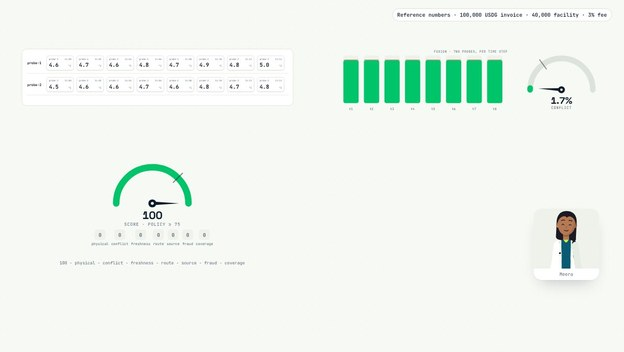 Reference numbers · 100,000 USDG invoice · 40,000 facility · 3% fee
probe-1 4.6 4.7 4.6 4.8 4.7 4.9 4.8 5.0
probe-2 4.5 4.6 4.6 4.7 4.6 4.8 4.7 4.8
FUSION · TWO PROBES, PER TIME STEP
t1 t2 t3 t4 t5 t6 t7 t8
1.7%
CONFLICT
100
SCORE · POLICY ≥ 75
0 0 0 0 0 0 0
physical conflict freshness route source fraud coverage
100 - physical - conflict - freshness - route - source - fraud - coverage
Meera